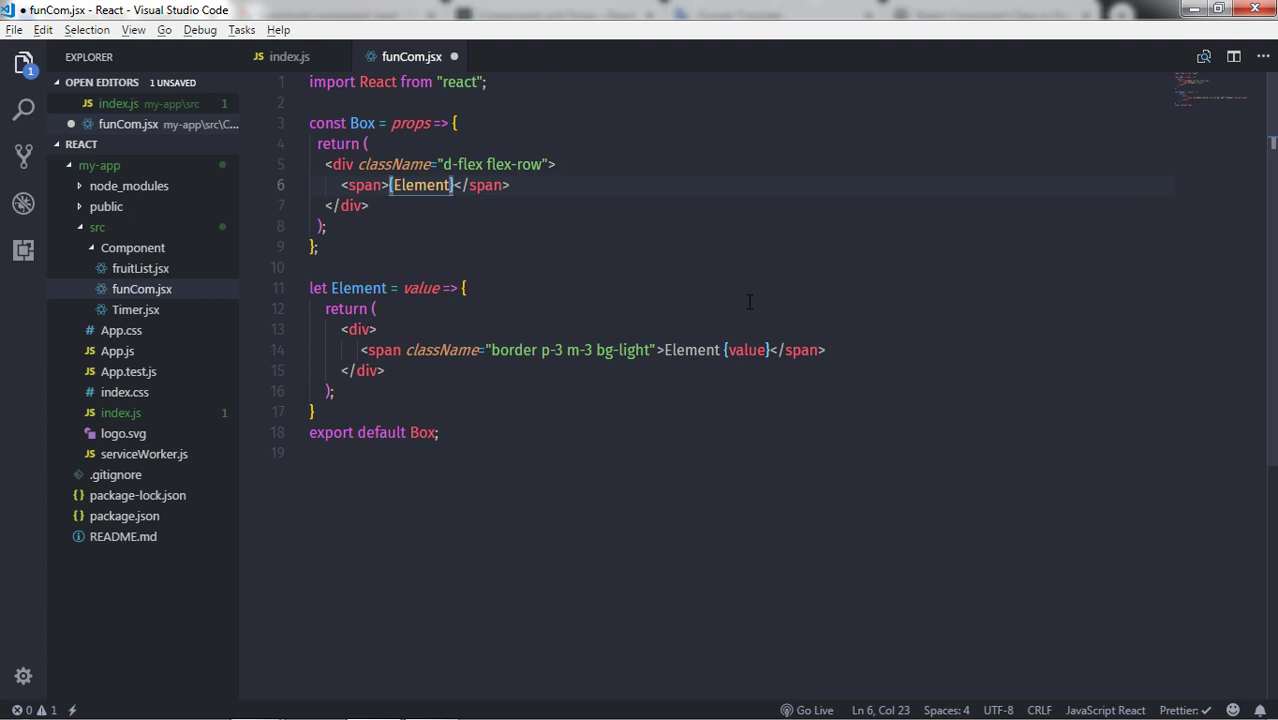 funCom.jsx - React - Visual Studio Code
File Edit Selection View Go Debug Tasks Help
EXPLORER
OPEN EDITORS 1 UNSAVED
index.js my-app\src 1
funCom.jsx my-app\src\C...
REACT
my-app
node_modules
public
src
Component
fruitList.jsx
funCom.jsx
Timer.jsx
App.css
App.js
App.test.js
index.css
index.js 1
logo.svg
serviceWorker.js
.gitignore
package-lock.json
package.json
README.md
1
index.js funCom.jsx
1 import React from "react";
2
3 const Box = props => {
4 return (
5 <div className="d-flex flex-row">
6 <span>{Element}</span>
7 </div>
8 );
9 };
10
11 let Element = value => {
12 return (
13 <div>
14 <span className="border p-3 m-3 bg-light">Element {value}</span>
15 </div>
16 );
17 }
18 export default Box;
19
0 1 Go Live Ln 6, Col 23 Spaces: 4 UTF-8 CRLF JavaScript React Prettier: